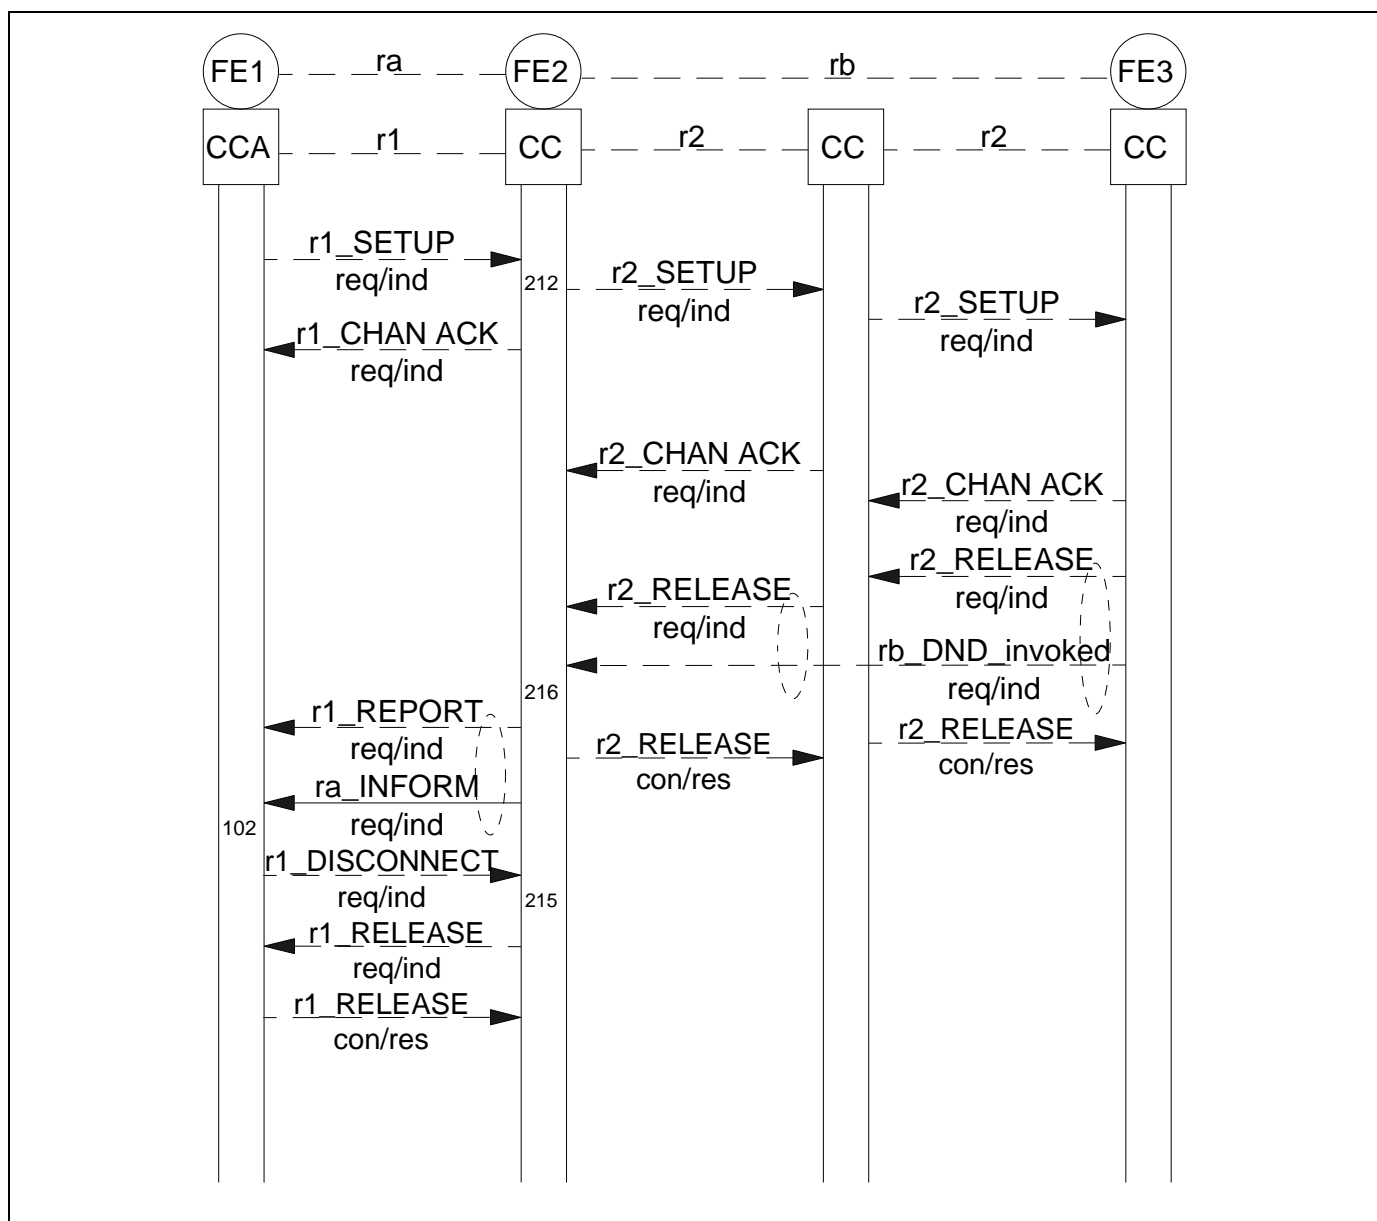 ra
rb
FE1
FE2
FE3
r1
r2
r2
CCA
CC
CC
CC
r1_SETUP
req/ind
212
r2_SETUP
req/ind
r2_SETUP
req/ind
r1_CHAN ACK
req/ind
r2_CHAN ACK
req/ind
r2_CHAN ACK
req/ind
r2_RELEASE
req/ind
r2_RELEASE
req/ind
rb_DND_invoked
req/ind
216
r1_REPORT
req/ind
r2_RELEASE
con/res
r2_RELEASE
con/res
ra_INFORM
req/ind
102
r1_DISCONNECT
req/ind
215
r1_RELEASE
req/ind
r1_RELEASE
con/res